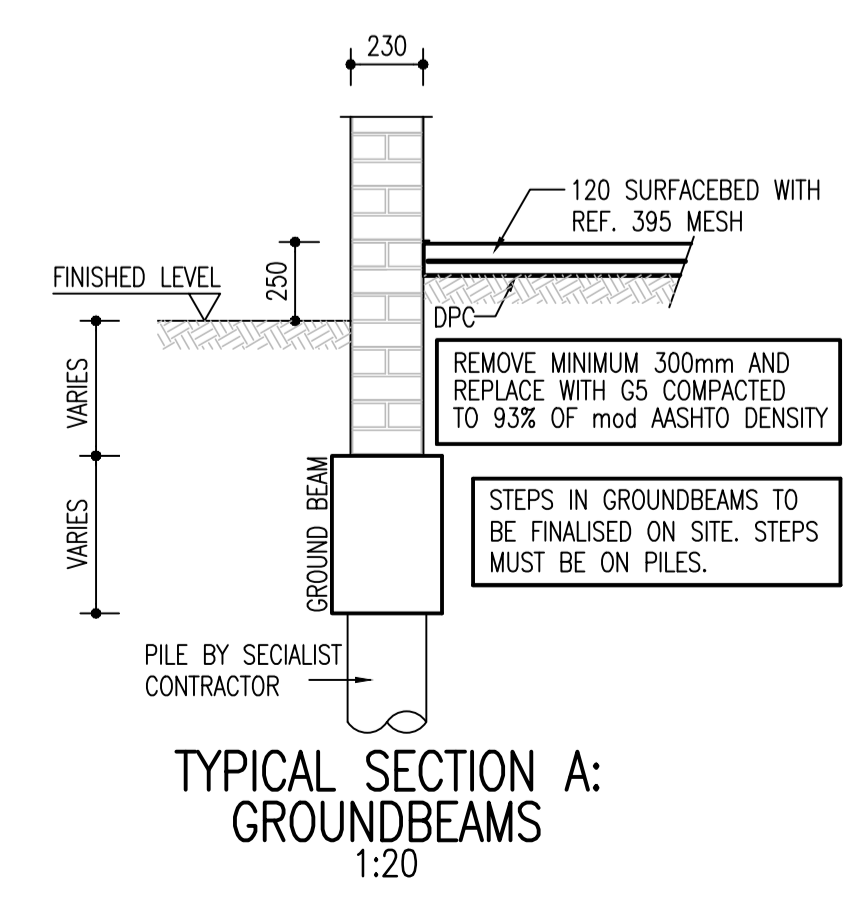 230
120 SURFACEBED WITH
REF. 395 MESH
250
FINISHED LEVEL
DPC
VARIES
REMOVE MINIMUM 300mm AND
REPLACE WITH G5 COMPACTED
TO 93% OF mod AASHTO DENSITY
VARIES
GROUND BEAM
STEPS IN GROUNDBEAMS TO
BE FINALISED ON SITE. STEPS
MUST BE ON PILES.
PILE BY SECIALIST
CONTRACTOR
TYPICAL SECTION A:
GROUNDBEAMS
1:20